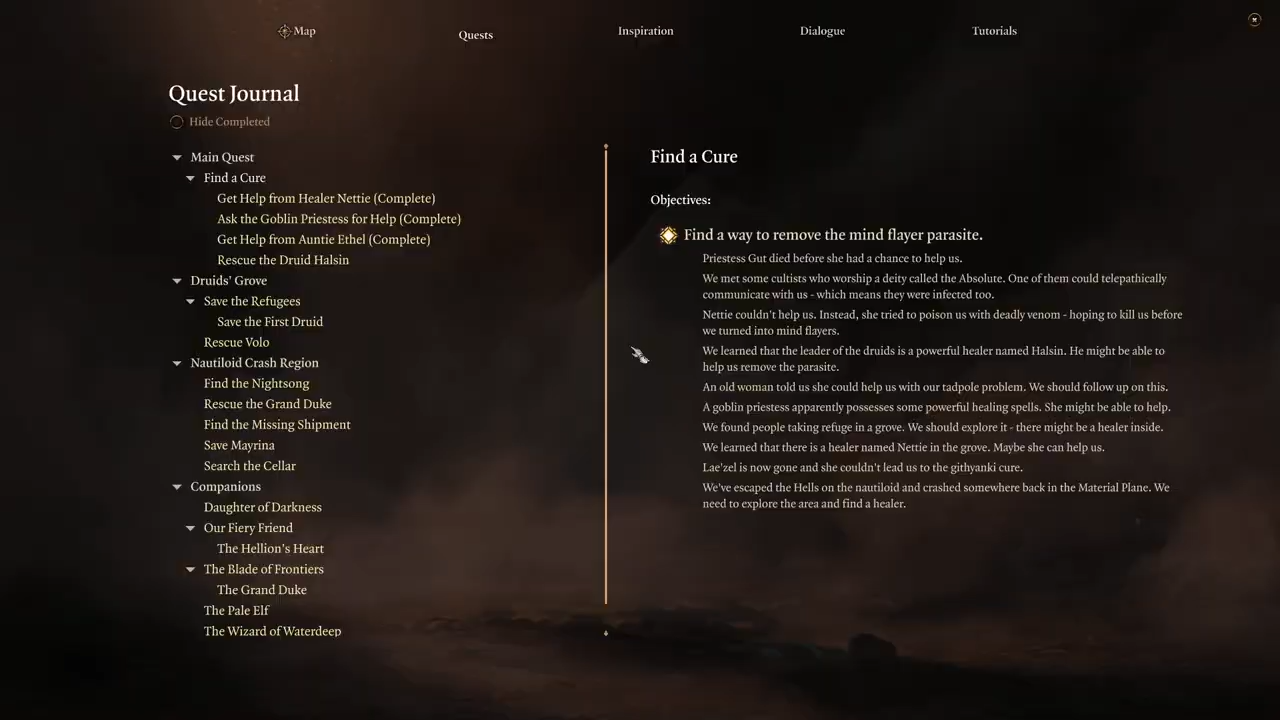 Map
Quests
Inspiration
Dialogue
Tutorials
Quest Journal
Hide Completed
Main Quest
Find a Cure
Get Help from Healer Nettie (Complete)
Ask the Goblin Priestess for Help (Complete)
Get Help from Auntie Ethel (Complete)
Rescue the Druid Halsin
Druids' Grove
Save the Refugees
Save the First Druid
Rescue Volo
Nautiloid Crash Region
Find the Nightsong
Rescue the Grand Duke
Find the Missing Shipment
Save Mayrina
Search the Cellar
Companions
Daughter of Darkness
Our Fiery Friend
The Hellion's Heart
The Blade of Frontiers
The Grand Duke
The Pale Elf
The Wizard of Waterdeep
Find a Cure
Objectives:
Find a way to remove the mind flayer parasite.
Priestess Gut died before she had a chance to help us.
We met some cultists who worship a deity called the Absolute. One of them could telepathically
communicate with us - which means they were infected too.
Nettie couldn't help us. Instead, she tried to poison us with deadly venom - hoping to kill us before
we turned into mind flayers.
We learned that the leader of the druids is a powerful healer named Halsin. He might be able to
help us remove the parasite.
An old woman told us she could help us with our tadpole problem. We should follow up on this.
A goblin priestess apparently possesses some powerful healing spells. She might be able to help.
We found people taking refuge in a grove. We should explore it - there might be a healer inside.
We learned that there is a healer named Nettie in the grove. Maybe she can help us.
Lae'zel is now gone and she couldn't lead us to the githyanki cure.
We've escaped the Hells on the nautiloid and crashed somewhere back in the Material Plane. We
need to explore the area and find a healer.